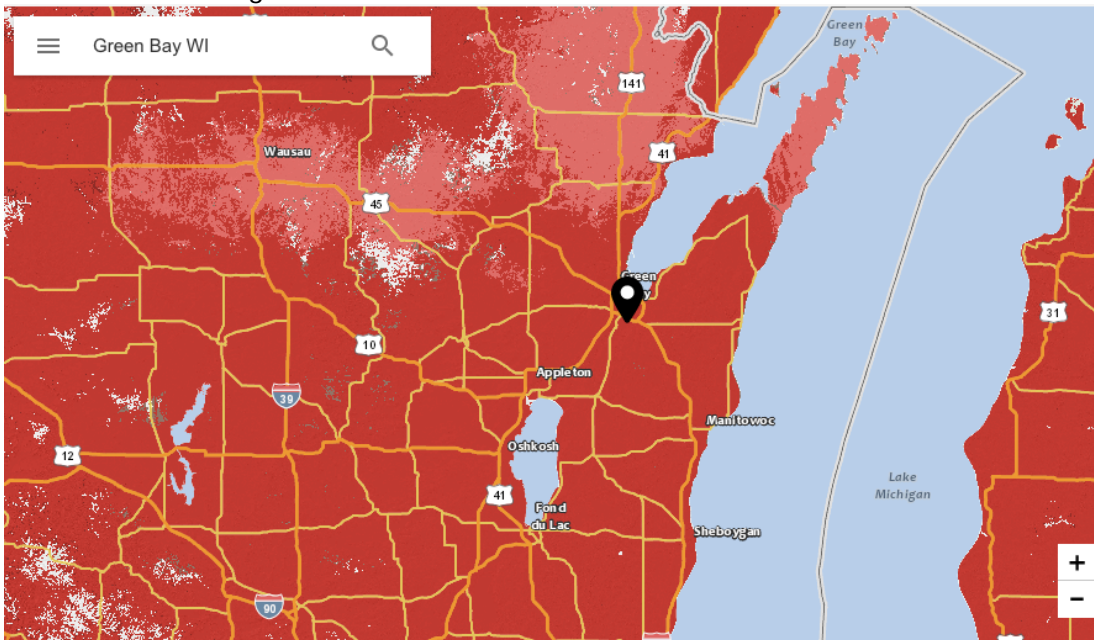 Green Bay WI
Green
Bay
141
Wausau
41
45
Green
y
31
10
Appleton
39
Manitowoc
Oshkosh
12
Lake
Michigan
41
Fond
du Lac
Sheboygan
+
−
90